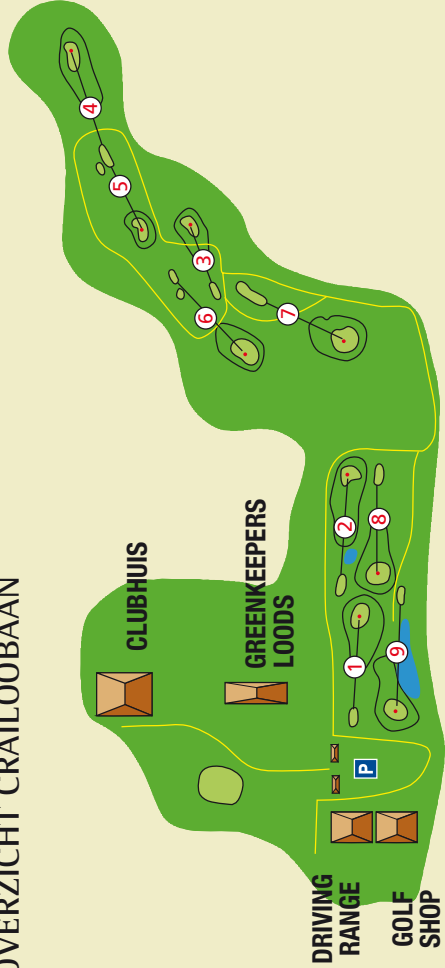 OVERZICHT CRAILOOBAAN
CLUBHUIS
GREENKEEPERS
LOODS
DRIVING
RANGE
GOLF
SHOP
P
1
2
3
4
5
6
7
8
9